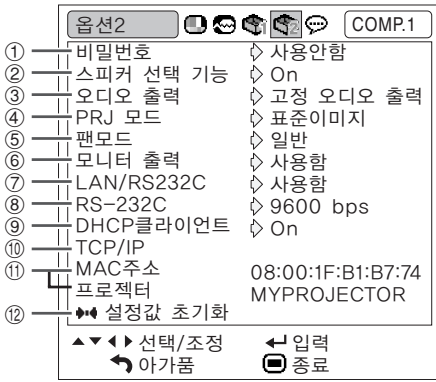 옵션2 COMP.1
① 비밀번호 사용안함
② 스피커 선택 기능 On
③ 오디오 출력 고정 오디오 출력
④ PRJ 모드 표준이미지
⑤ 팬모드 일반
⑥ 모니터 출력 사용함
⑦ LAN/RS232C 사용함
⑧ RS-232C 9600 bps
⑨ DHCP클라이언트 On
⑩ TCP/IP
⑪ MAC주소 08:00:1F:B1:B7:74
프로젝터 MYPROJECTOR
⑫ 설정값 초기화
선택/조정 입력
아가품 종료